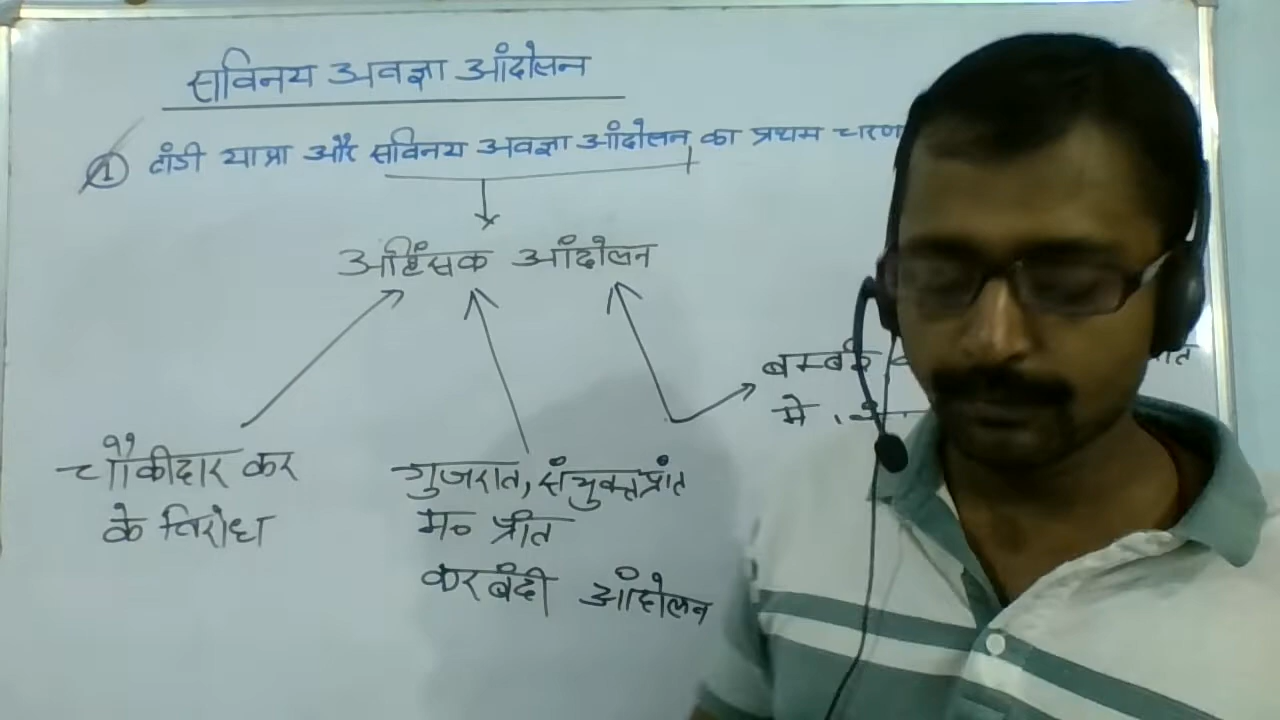 सविनय अवज्ञा आंदोलन
① दांडी यात्रा और सविनय अवज्ञा आंदोलन का प्रथम चरण
अहिंसक आंदोलन
बम्बई
में
चौकीदार कर
के विरोध
गुजरात, संयुक्तप्रांत
म० प्रीत
करबंदी आंदोलन